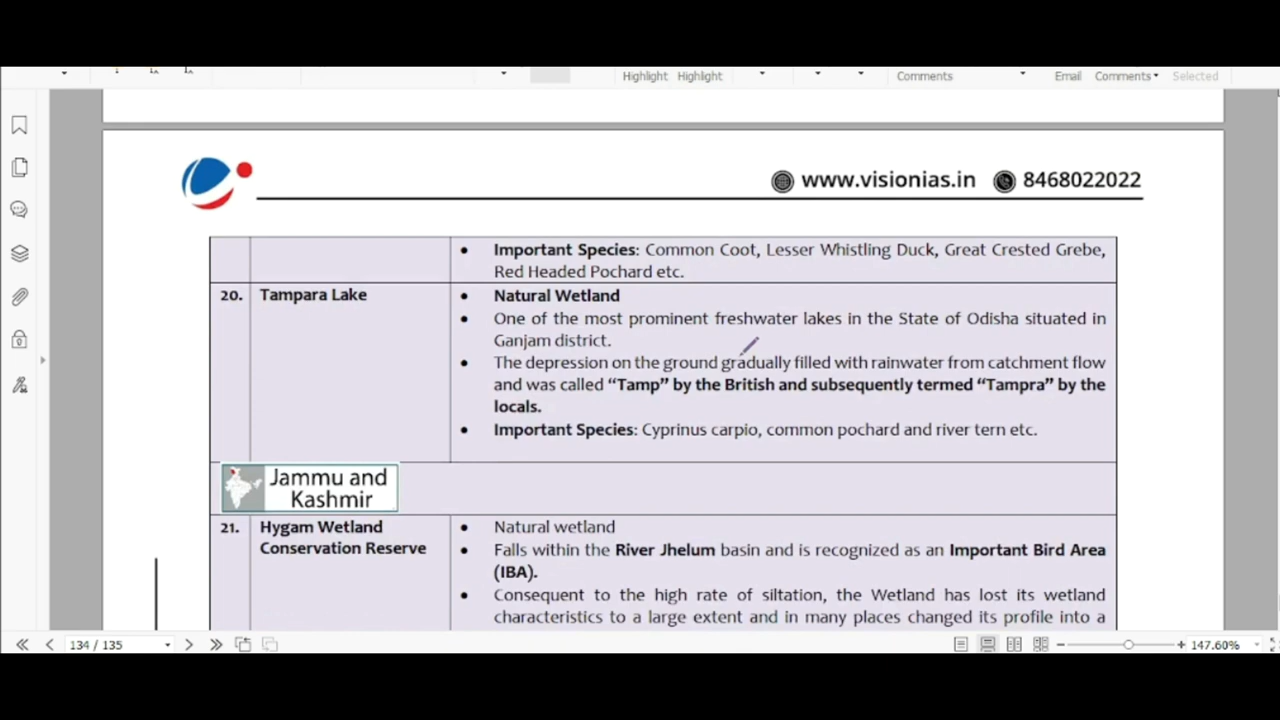 Highlight Highlight Comments Email Comments Selected
www.visionias.in 8468022022
• Important Species: Common Coot, Lesser Whistling Duck, Great Crested Grebe,
Red Headed Pochard etc.
20. Tampara Lake • Natural Wetland
• One of the most prominent freshwater lakes in the State of Odisha situated in
Ganjam district.
• The depression on the ground gradually filled with rainwater from catchment flow
and was called “Tamp” by the British and subsequently termed “Tampra” by the
locals.
• Important Species: Cyprinus carpio, common pochard and river tern etc.
Jammu and
Kashmir
21. Hygam Wetland • Natural wetland
Conservation Reserve • Falls within the River Jhelum basin and is recognized as an Important Bird Area
(IBA).
• Consequent to the high rate of siltation, the Wetland has lost its wetland
characteristics to a large extent and in many places changed its profile into a
134 / 135 147.60%